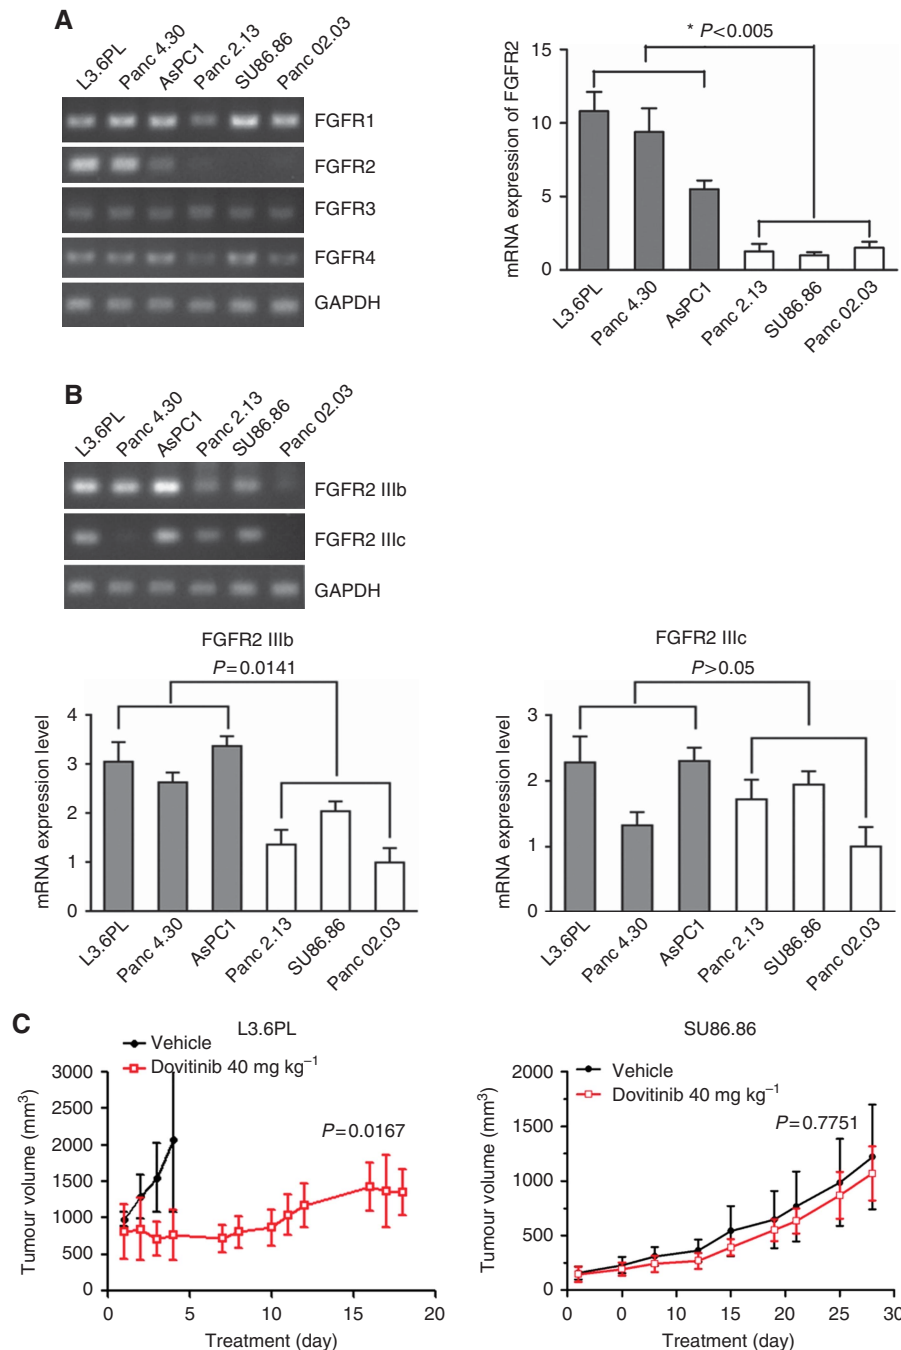 A
L3.6PL
Panc 4.30
AsPC1
Panc 2.13
SU86.86
Panc 02.03
FGFR1
FGFR2
FGFR3
FGFR4
GAPDH
* P<0.005
mRNA expression of FGFR2
15
10
5
0
L3.6PL
Panc 4.30
AsPC1
Panc 2.13
SU86.86
Panc 02.03
B
L3.6PL
Panc 4.30
AsPC1
Panc 2.13
SU86.86
Panc 02.03
FGFR2 IIIb
FGFR2 IIIc
GAPDH
FGFR2 IIIb
P=0.0141
mRNA expression level
4
3
2
1
0
L3.6PL
Panc 4.30
AsPC1
Panc 2.13
SU86.86
Panc 02.03
FGFR2 IIIc
P>0.05
mRNA expression level
3
2
1
0
L3.6PL
Panc 4.30
AsPC1
Panc 2.13
SU86.86
Panc 02.03
C
L3.6PL
Vehicle
Dovitinib 40 mg kg⁻¹
P=0.0167
Tumour volume (mm³)
3000
2500
2000
1500
1000
500
0
0 5 10 15 20
Treatment (day)
SU86.86
Vehicle
Dovitinib 40 mg kg⁻¹
P=0.7751
Tumour volume (mm³)
2000
1500
1000
500
0
0 0 10 15 20 25 30
Treatment (day)